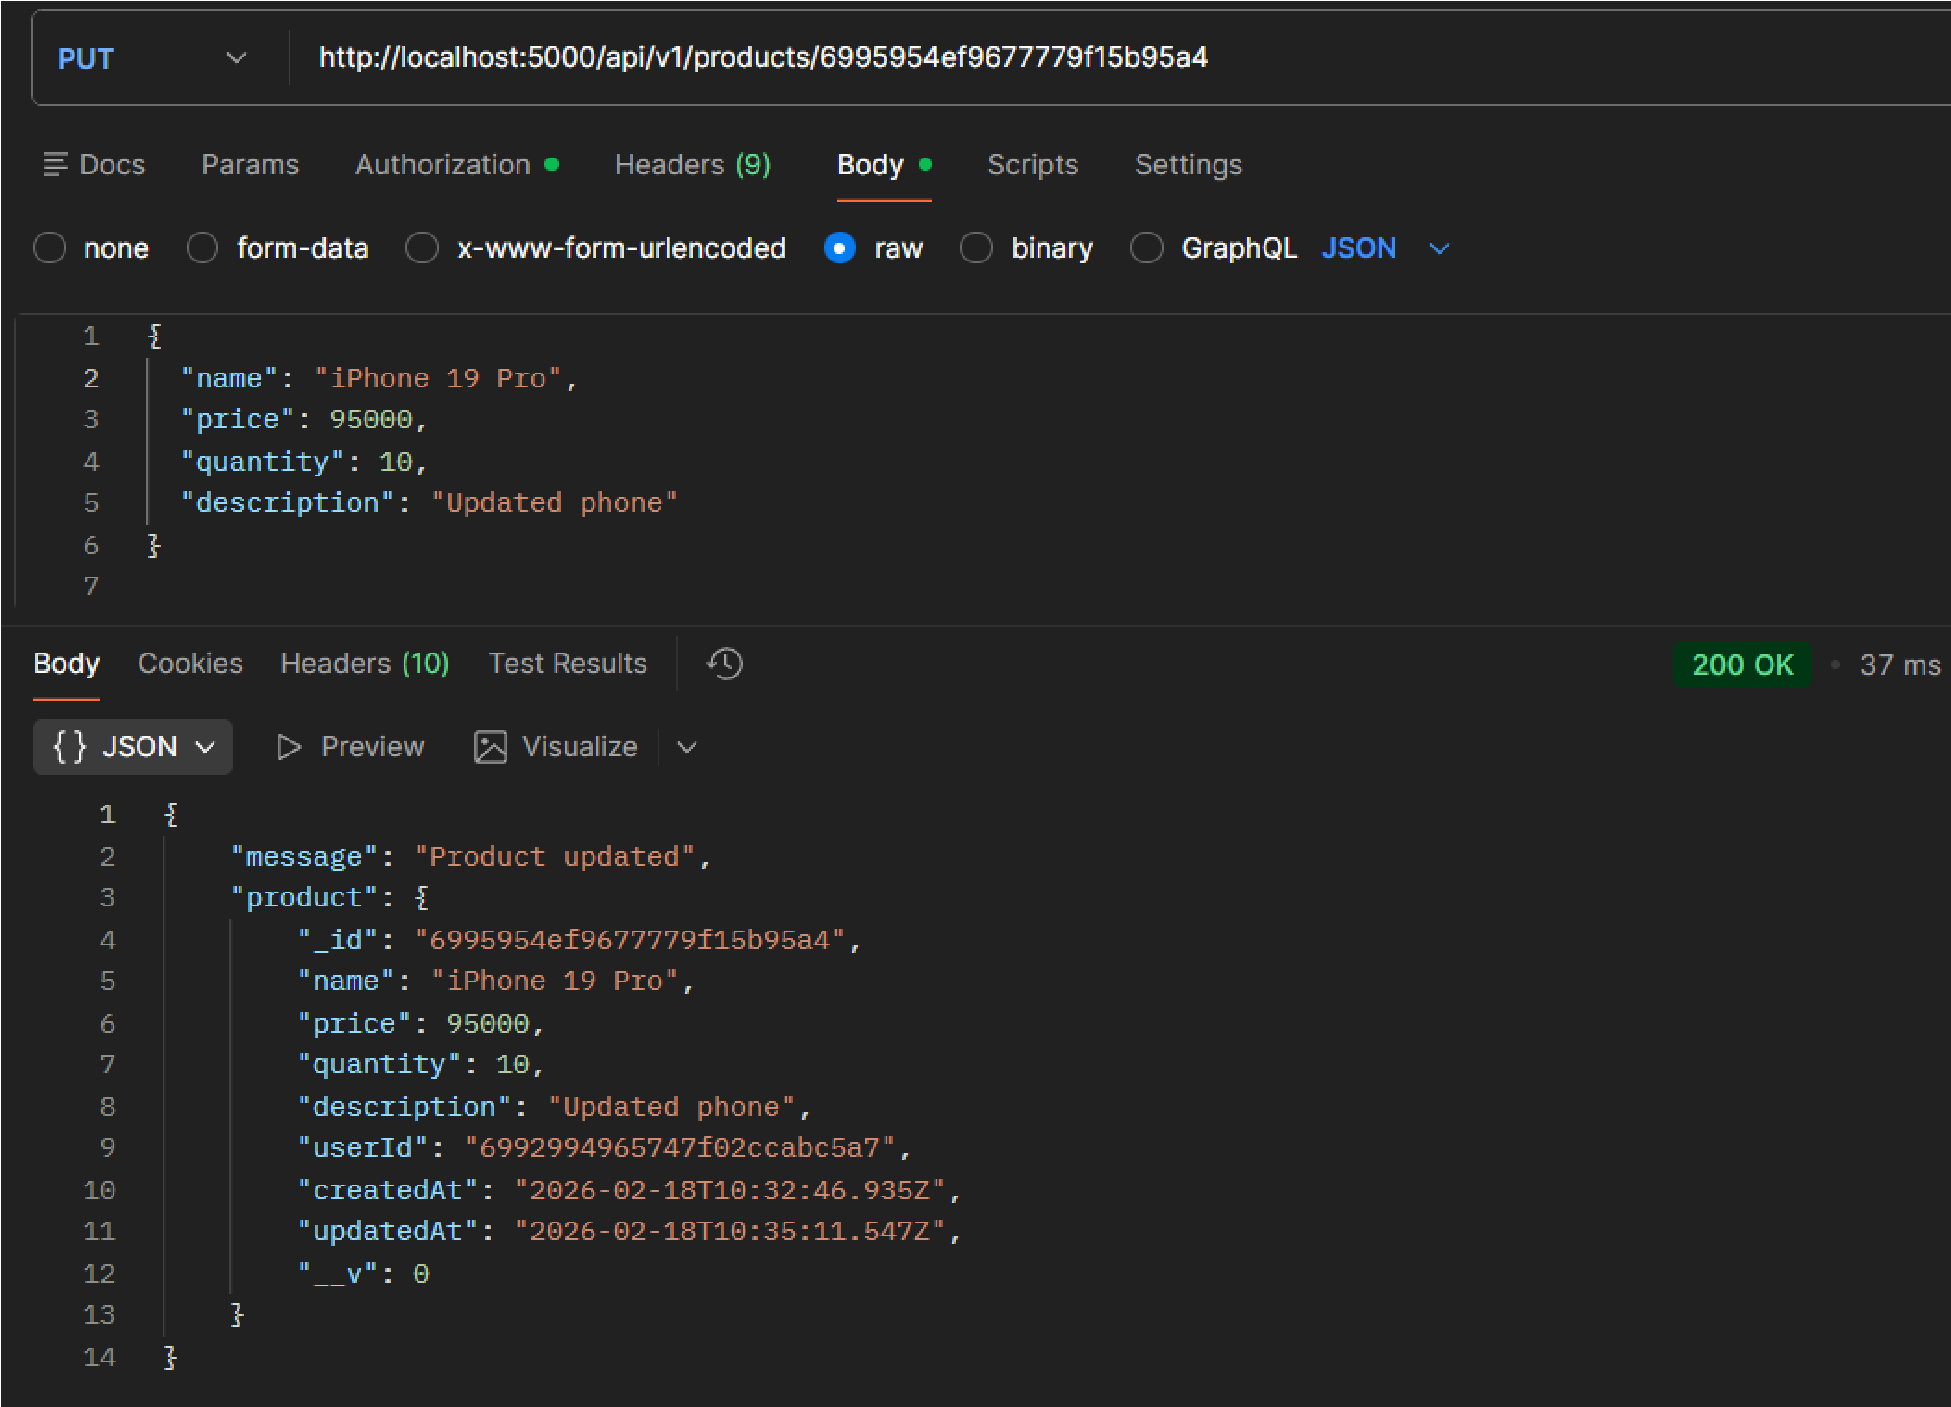 PUT http://localhost:5000/api/v1/products/6995954ef9677779f15b95a4
Docs Params Authorization Headers (9) Body Scripts Settings
none form-data x-www-form-urlencoded raw binary GraphQL JSON
1 {
2 "name": "iPhone 19 Pro",
3 "price": 95000,
4 "quantity": 10,
5 "description": "Updated phone"
6 }
7
Body Cookies Headers (10) Test Results 200 OK • 37 ms
{} JSON Preview Visualize
1 {
2 "message": "Product updated",
3 "product": {
4 "_id": "6995954ef9677779f15b95a4",
5 "name": "iPhone 19 Pro",
6 "price": 95000,
7 "quantity": 10,
8 "description": "Updated phone",
9 "userId": "6992994965747f02ccabc5a7",
10 "createdAt": "2026-02-18T10:32:46.935Z",
11 "updatedAt": "2026-02-18T10:35:11.547Z",
12 "__v": 0
13 }
14 }